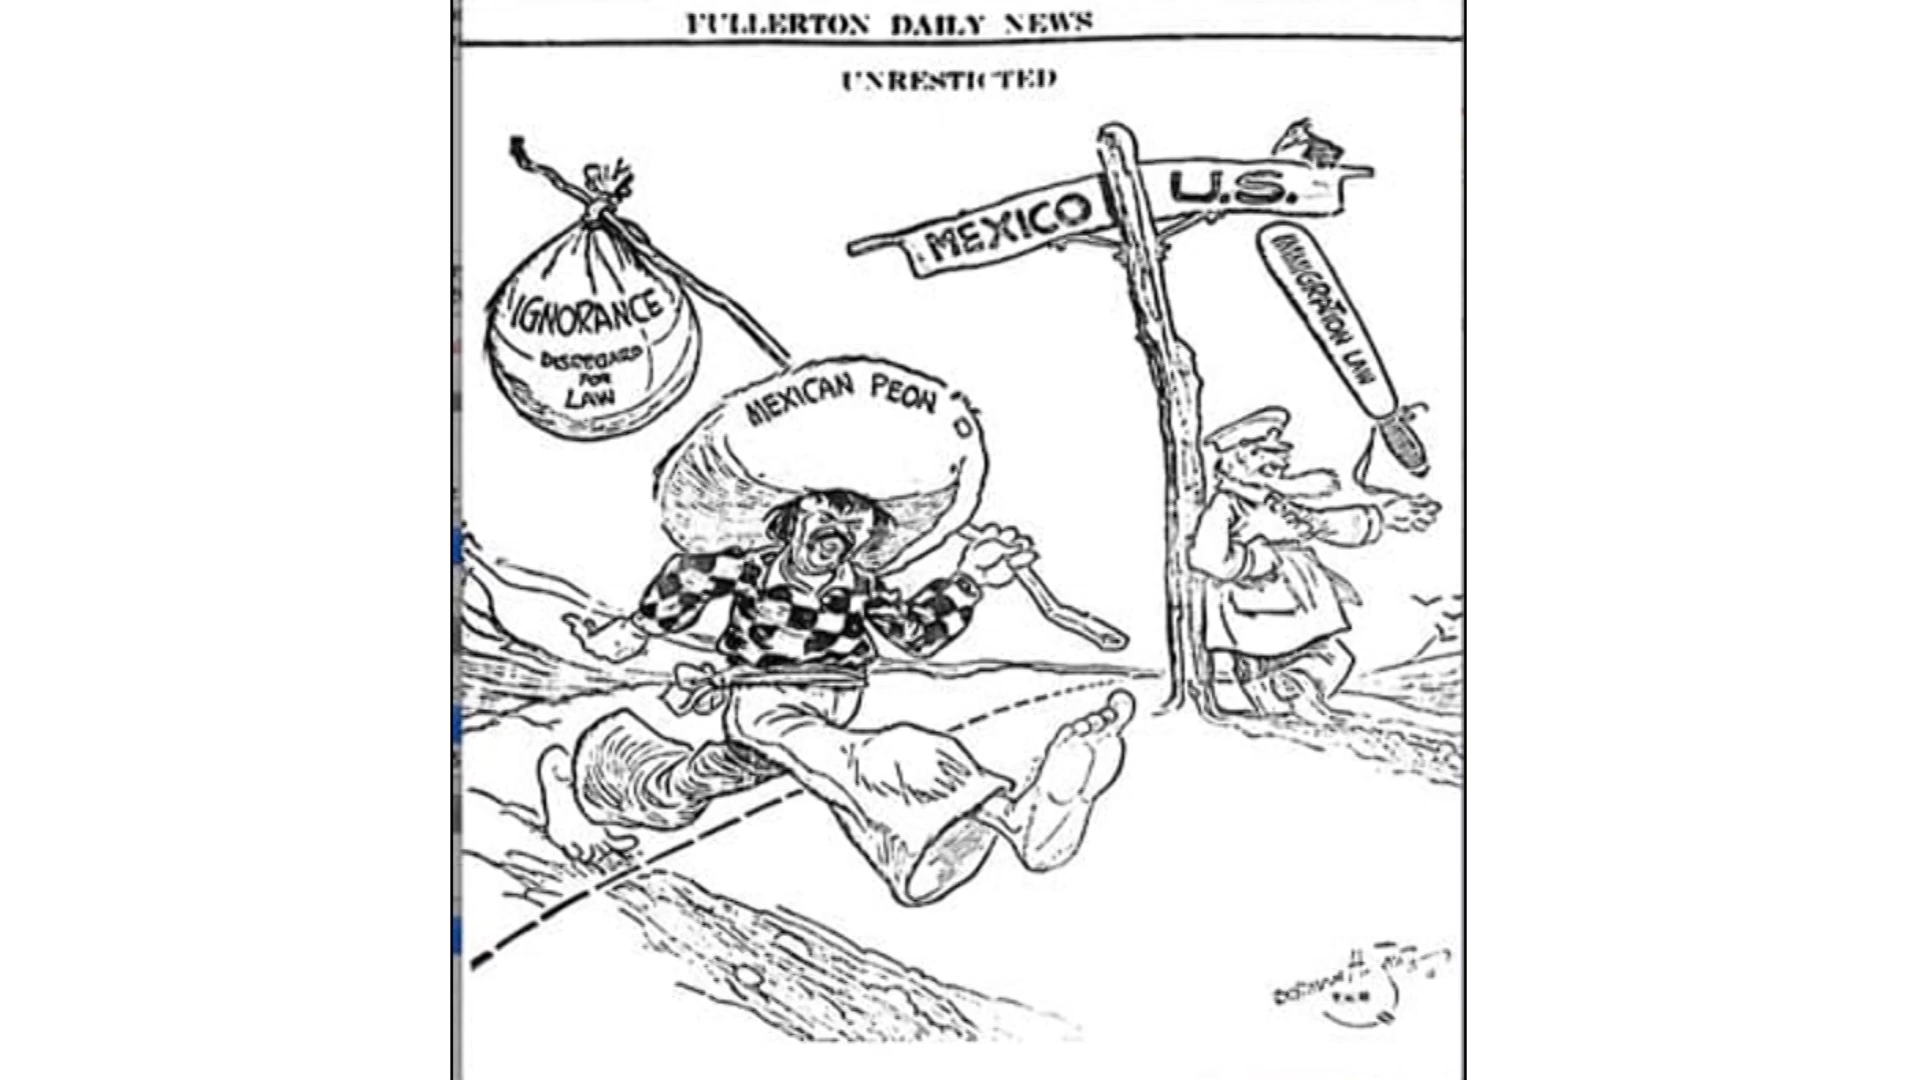 FULLERTON DAILY NEWS
UNRESTICTED
MEXICO
U.S.
IMMIGRATION LAW
IGNORANCE
DISREGARD
FOR
LAW
MEXICAN PEON